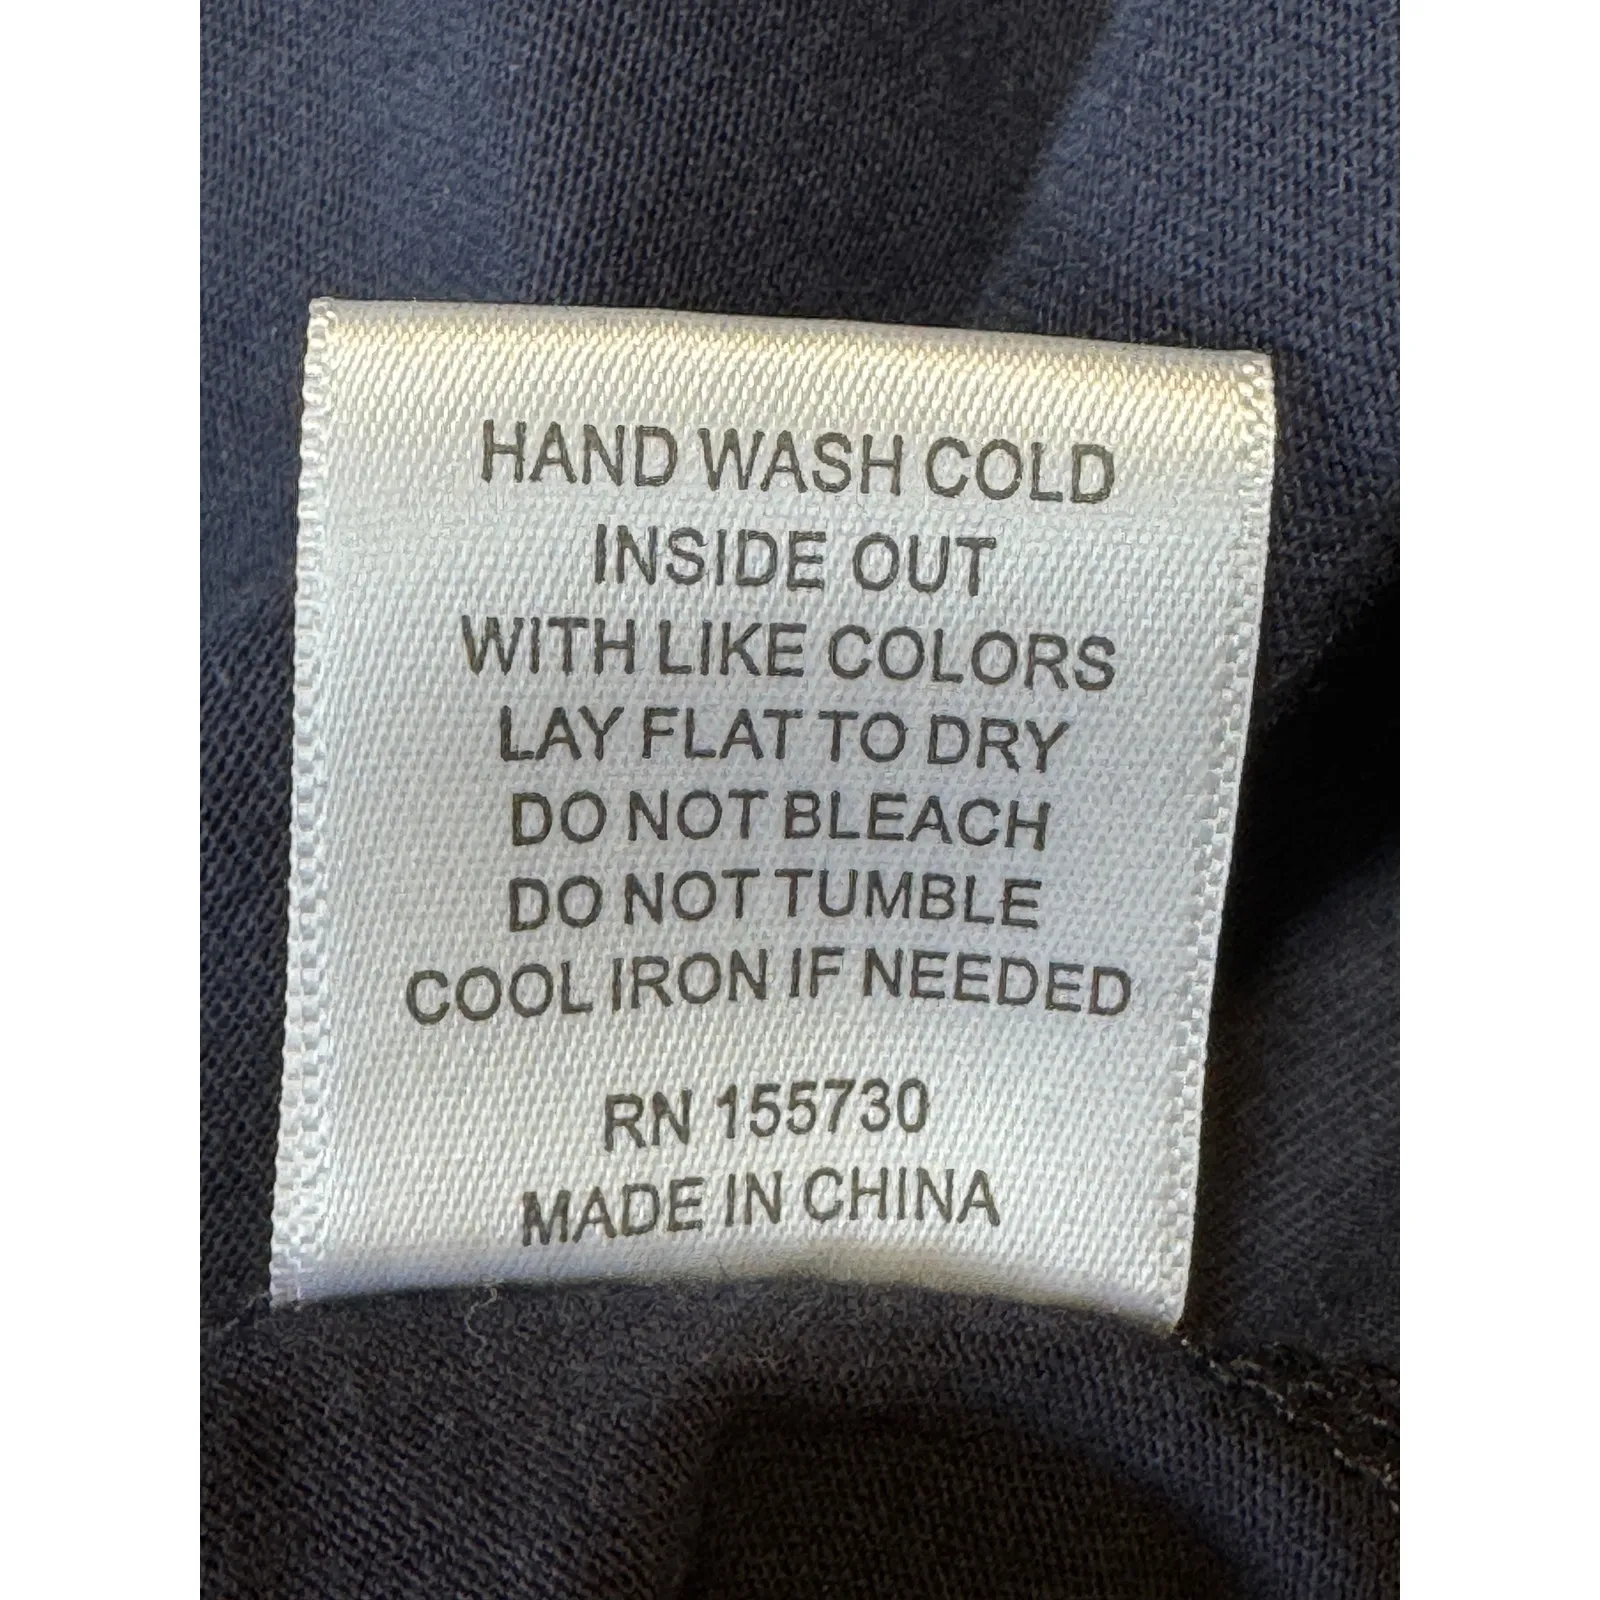 HAND WASH COLD
INSIDE OUT
WITH LIKE COLORS
LAY FLAT TO DRY
DO NOT BLEACH
DO NOT TUMBLE
COOL IRON IF NEEDED
RN 155730
MADE IN CHINA